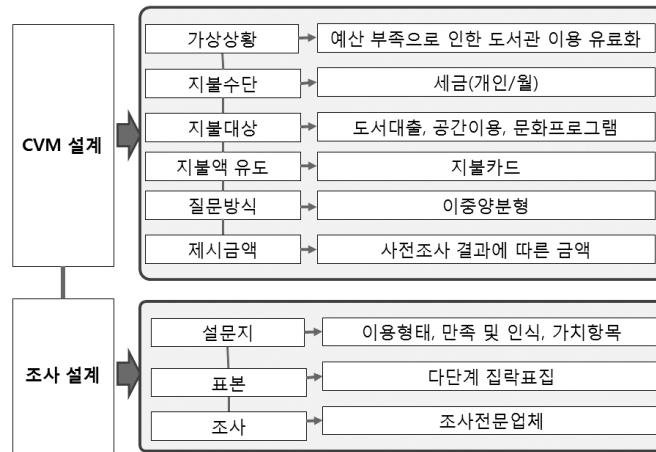 CVM 설계
가상상황
예산 부족으로 인한 도서관 이용 유료화
지불수단
세금(개인/월)
지불대상
도서대출, 공간이용, 문화프로그램
지불액 유도
지불카드
질문방식
이중양분형
제시금액
사전조사 결과에 따른 금액
조사 설계
설문지
이용형태, 만족 및 인식, 가치항목
표본
다단계 집락표집
조사
조사전문업체